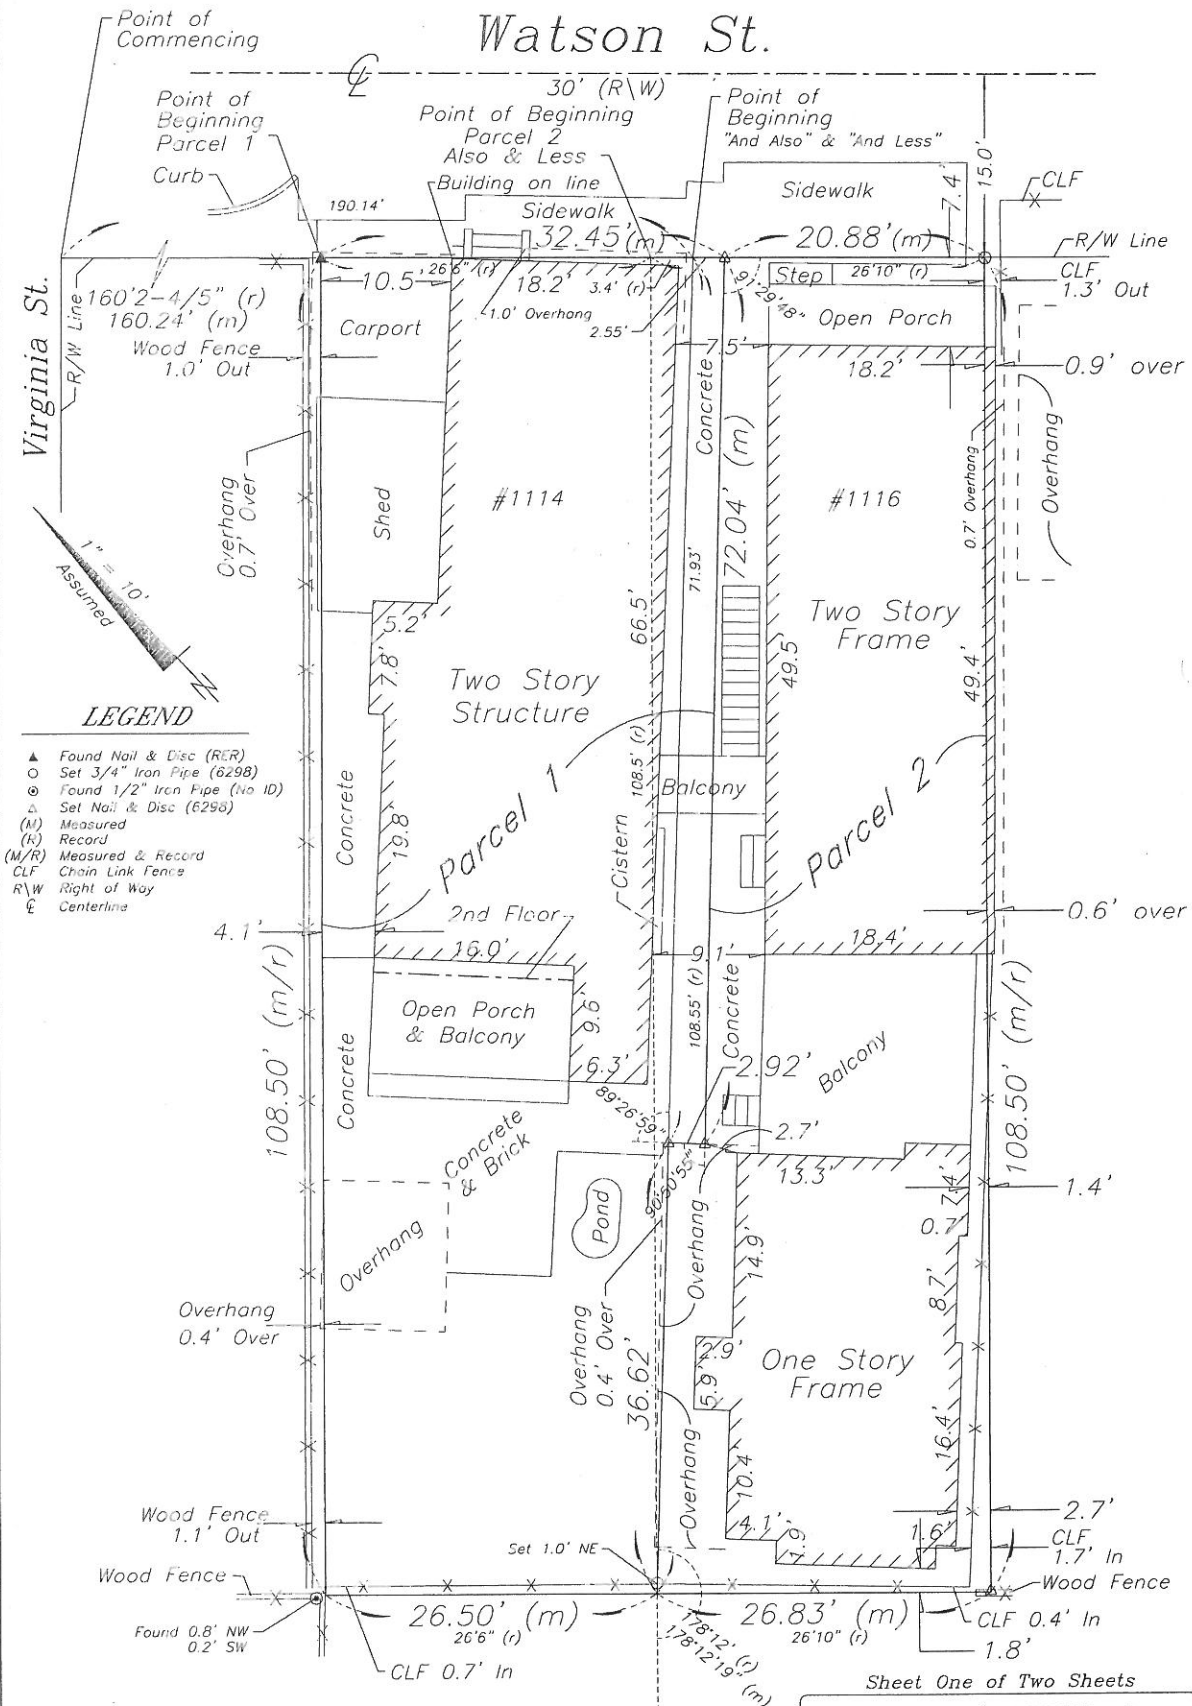 Point of
Commencing
Watson St.
℄
30' (R\W)
Point of
Beginning
Parcel 1
Curb
Point of Beginning
Parcel 2
Also & Less
Building on line
Point of
Beginning
"And Also" & "And Less"
190.14'
Sidewalk
Sidewalk
7.4'
15.0'
CLF
R/W Line
32.45'(m)
20.88'(m)
CLF
1.3' Out
Virginia St.
R/W Line
160'2-4/5" (r)
160.24' (m)
Wood Fence
1.0' Out
10.5'
26'6" (r)
18.2'
3.4' (r)
1.0' Overhang
2.55'
91°29'48"
Step
26'10" (r)
Open Porch
Carport
7.5'
18.2'
0.9' over
Concrete
72.04' (m)
71.93'
Overhang
0.7' Over
Shed
#1114
#1116
0.7' Overhang
Overhang
1" = 10'
Assumed
N
5.2'
7.8'
66.5'
Two Story
Structure
Two Story
Frame
49.5
49.4'
LEGEND
▲ Found Nail & Disc (RER)
○ Set 3/4" Iron Pipe (6298)
◉ Found 1/2" Iron Pipe (No ID)
△ Set Nail & Disc (6298)
(M) Measured
(R) Record
(M/R) Measured & Record
CLF Chain Link Fence
R\W Right of Way
℄ Centerline
108.5' (r)
Balcony
Parcel 1
Parcel 2
Concrete
19.8'
Cistern
4.1'
2nd Floor
16.0'
9.1'
18.4'
0.6' over
108.50' (m/r)
Concrete
Open Porch
& Balcony
9.6'
6.3'
108.55' (r)
Concrete
2.92'
Balcony
108.50' (m/r)
89°26'59"
Concrete
& Brick
2.7'
90°50'55"
13.3'
7.4'
1.4'
0.7'
Pond
Overhang
Overhang
14.9'
8.7'
Overhang
0.4' Over
Overhang
0.4' Over
36.62'
2.9'
5.9'
One Story
Frame
16.4'
Overhang
10.4'
4.1'
1.9'
1.6'
2.7'
Wood Fence
1.1' Out
Set 1.0' NE
CLF
1.7' In
Wood Fence
Wood Fence
Found 0.8' NW
0.2' SW
26.50' (m)
26'6" (r)
26.83' (m)
26'10" (r)
CLF 0.4' In
1.8'
CLF 0.7' In
178°12' (r)
178°12'19"
(m)
Sheet One of Two Sheets